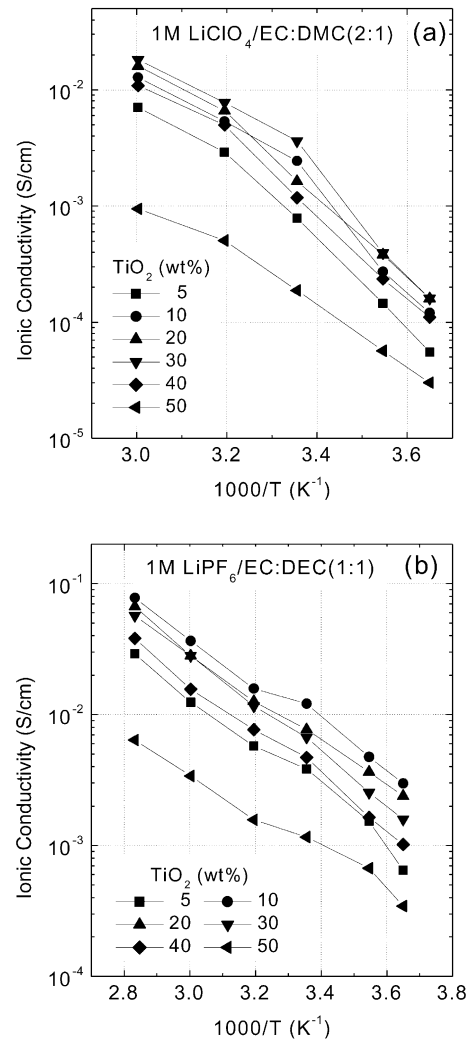 1M LiClO₄/EC:DMC(2:1) (a)
10⁻²
10⁻³
10⁻⁴
10⁻⁵
Ionic Conductivity (S/cm)
TiO₂ (wt%)
5
10
20
30
40
50
3.0 3.2 3.4 3.6
1000/T (K⁻¹)
1M LiPF₆/EC:DEC(1:1) (b)
10⁻¹
10⁻²
10⁻³
10⁻⁴
Ionic Conductivity (S/cm)
TiO₂ (wt%)
5 10
20 30
40 50
2.8 3.0 3.2 3.4 3.6 3.8
1000/T (K⁻¹)